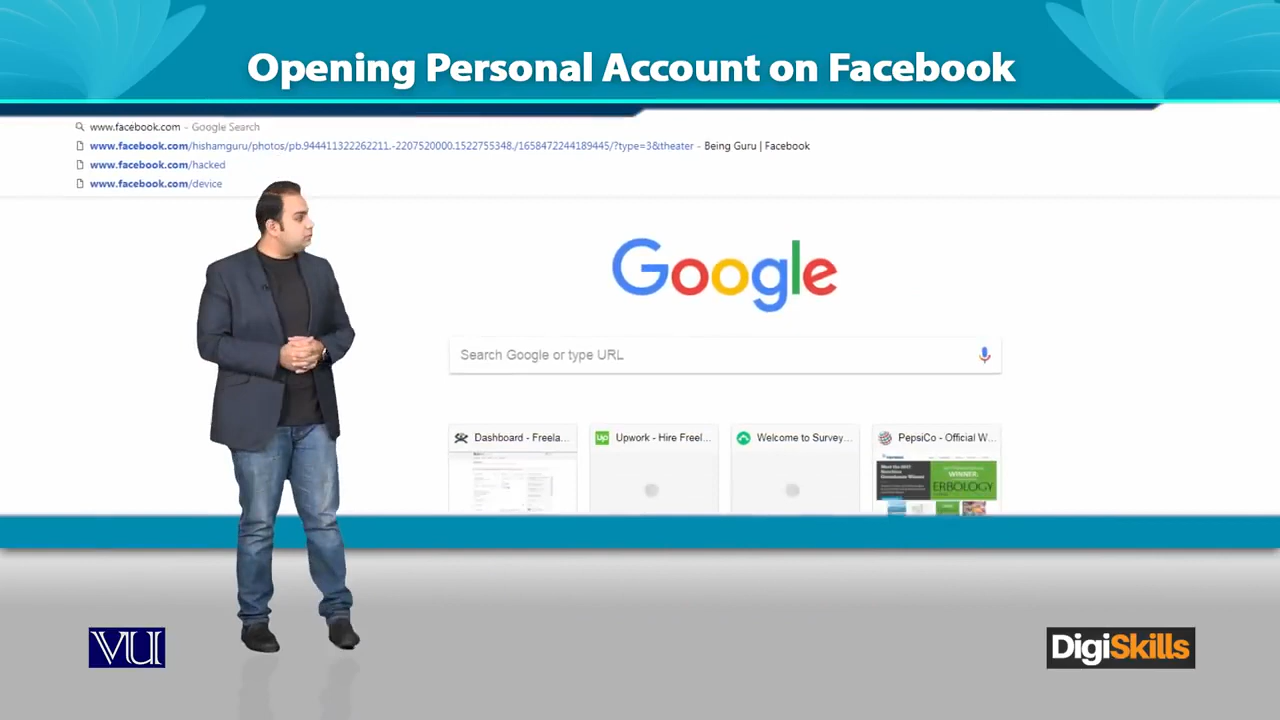 Opening Personal Account on Facebook
www.facebook.com – Google Search
www.facebook.com/hishamguru/photos/pb.944411322262211.-2207520000.1522755348./1658472244189445/?type=3&theater - Being Guru | Facebook
www.facebook.com/hacked
www.facebook.com/device
Google
Search Google or type URL
Dashboard - Freela...
Up Upwork - Hire Freel...
Welcome to Survey...
PepsiCo - Official W...
WINNER:
ERBOLOGY
VU
DigiSkills